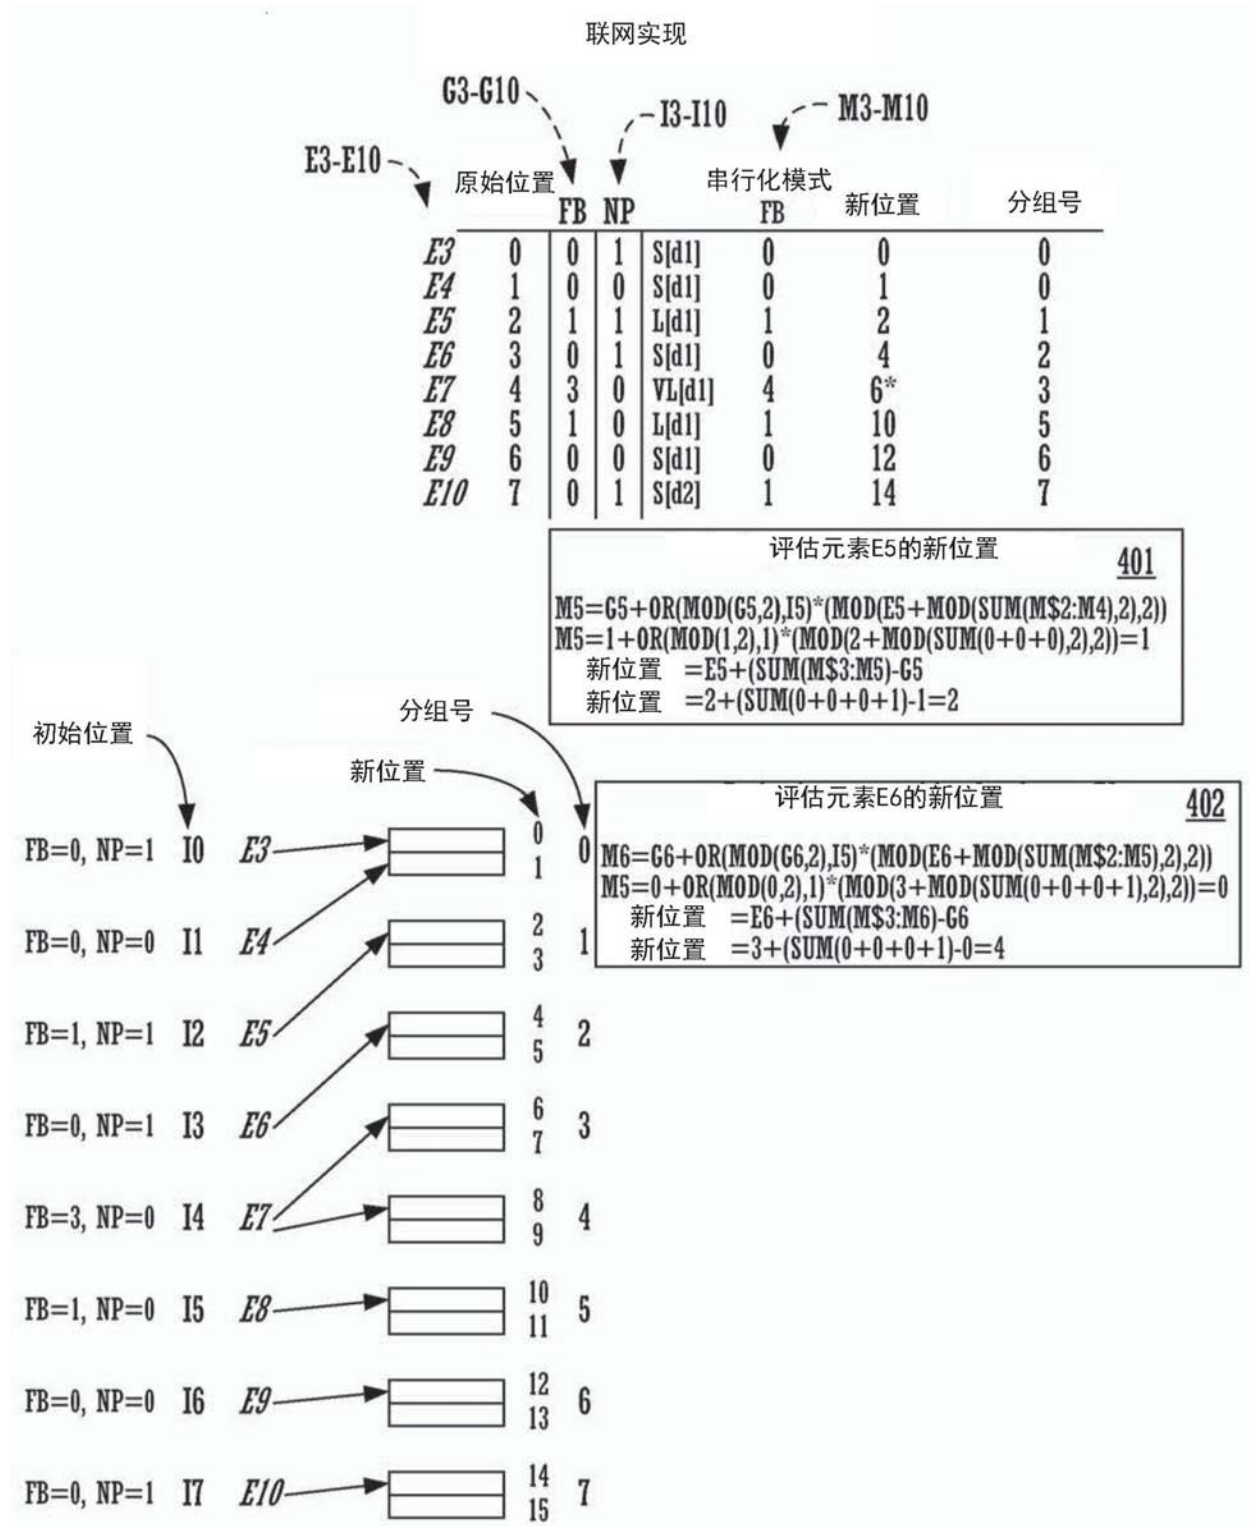 联网实现
G3-G10
I3-I10
M3-M10
E3-E10
原始位置 FB NP 串行化模式 FB 新位置 分组号
E3 0 0 1 S[d1] 0 0 0
E4 1 0 0 S[d1] 0 1 0
E5 2 1 1 L[d1] 1 2 1
E6 3 0 1 S[d1] 0 4 2
E7 4 3 0 VL[d1] 4 6* 3
E8 5 1 0 L[d1] 1 10 5
E9 6 0 0 S[d1] 0 12 6
E10 7 0 1 S[d2] 1 14 7
评估元素E5的新位置 401
M5=G5+OR(MOD(G5,2),I5)*(MOD(E5+MOD(SUM(M$2:M4),2),2))
M5=1+OR(MOD(1,2),1)*(MOD(2+MOD(SUM(0+0+0),2),2))=1
新位置 =E5+(SUM(M$3:M5)-G5
新位置 =2+(SUM(0+0+0+1)-1=2
初始位置
分组号
新位置
评估元素E6的新位置 402
M6=G6+OR(MOD(G6,2),I5)*(MOD(E6+MOD(SUM(M$2:M5),2),2))
M5=0+OR(MOD(0,2),1)*(MOD(3+MOD(SUM(0+0+0+1),2),2))=0
新位置 =E6+(SUM(M$3:M6)-G6
新位置 =3+(SUM(0+0+0+1)-0=4
FB=0, NP=1 I0 E3 0 1 0
FB=0, NP=0 I1 E4 2 3 1
FB=1, NP=1 I2 E5 4 5 2
FB=0, NP=1 I3 E6 6 7 3
FB=3, NP=0 I4 E7 8 9 4
FB=1, NP=0 I5 E8 10 11 5
FB=0, NP=0 I6 E9 12 13 6
FB=0, NP=1 I7 E10 14 15 7